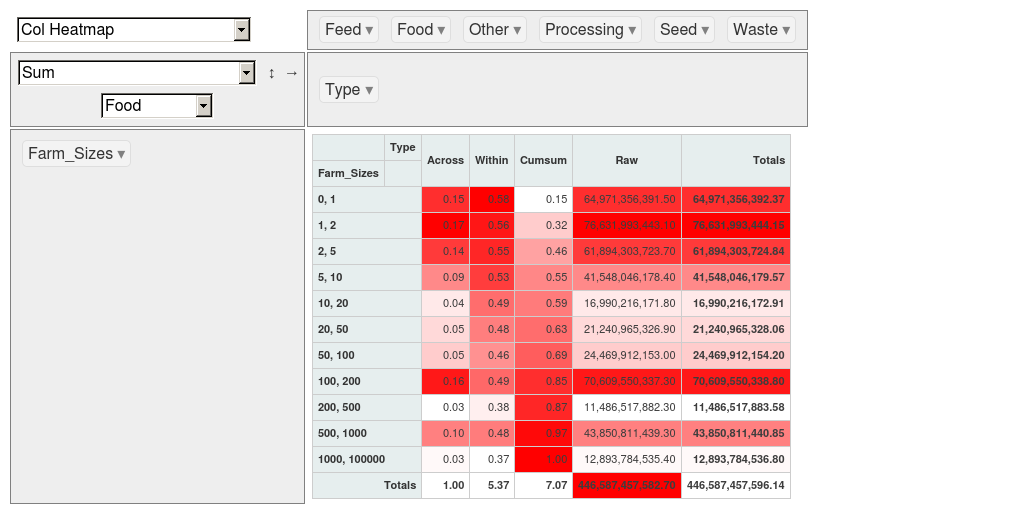 Col Heatmap
Feed ▾ Food ▾ Other ▾ Processing ▾ Seed ▾ Waste ▾
Sum ↕ →
Food
Type ▾
Farm_Sizes ▾
Type Across Within Cumsum Raw Totals
Farm_Sizes
0, 1 0.15 0.58 0.15 64,971,356,391.50 64,971,356,392.37
1, 2 0.17 0.56 0.32 76,631,993,443.10 76,631,993,444.15
2, 5 0.14 0.55 0.46 61,894,303,723.70 61,894,303,724.84
5, 10 0.09 0.53 0.55 41,548,046,178.40 41,548,046,179.57
10, 20 0.04 0.49 0.59 16,990,216,171.80 16,990,216,172.91
20, 50 0.05 0.48 0.63 21,240,965,326.90 21,240,965,328.06
50, 100 0.05 0.46 0.69 24,469,912,153.00 24,469,912,154.20
100, 200 0.16 0.49 0.85 70,609,550,337.30 70,609,550,338.80
200, 500 0.03 0.38 0.87 11,486,517,882.30 11,486,517,883.58
500, 1000 0.10 0.48 0.97 43,850,811,439.30 43,850,811,440.85
1000, 100000 0.03 0.37 1.00 12,893,784,535.40 12,893,784,536.80
Totals 1.00 5.37 7.07 446,587,457,582.70 446,587,457,596.14